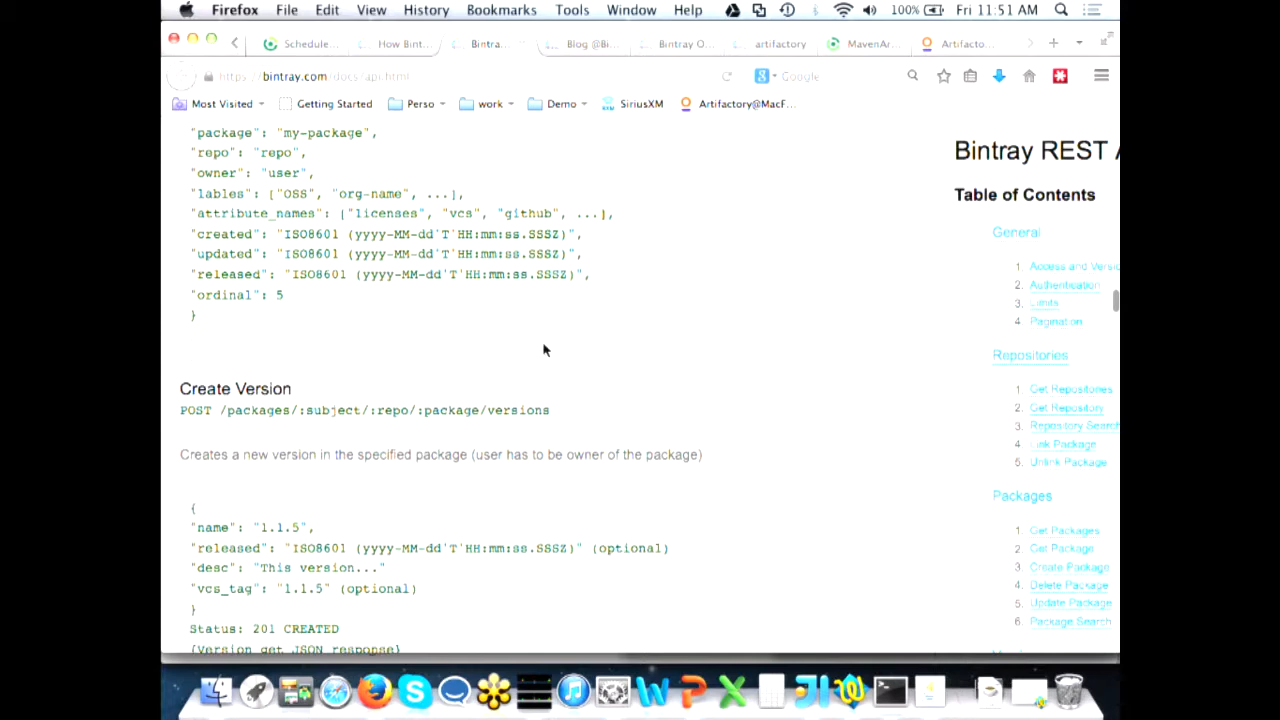 Firefox File Edit View History Bookmarks Tools Window Help 100% Fri 11:51 AM
Schedule... How Bint... Bintra... Blog @Bi... Bintray O... artifactory MavenAr... Artifacto...
https://bintray.com/docs/api.html Google
Most Visited Getting Started Perso work Demo SiriusXM Artifactory@MacF...
"package": "my-package",
"repo": "repo",
"owner": "user",
"lables": ["OSS", "org-name", ...],
"attribute_names": ["licenses", "vcs", "github", ...],
"created": "ISO8601 (yyyy-MM-dd'T'HH:mm:ss.SSSZ)",
"updated": "ISO8601 (yyyy-MM-dd'T'HH:mm:ss.SSSZ)",
"released": "ISO8601 (yyyy-MM-dd'T'HH:mm:ss.SSSZ)",
"ordinal": 5
}
Create Version
POST /packages/:subject/:repo/:package/versions
Creates a new version in the specified package (user has to be owner of the package)
{
"name": "1.1.5",
"released": "ISO8601 (yyyy-MM-dd'T'HH:mm:ss.SSSZ)" (optional)
"desc": "This version..."
"vcs_tag": "1.1.5" (optional)
}
Status: 201 CREATED
{Version get JSON response}
Bintray REST A
Table of Contents
General
1. Access and Versio
2. Authentication
3. Limits
4. Pagination
Repositories
1. Get Repositories
2. Get Repository
3. Repository Search
4. Link Package
5. Unlink Package
Packages
1. Get Packages
2. Get Package
3. Create Package
4. Delete Package
5. Update Package
6. Package Search